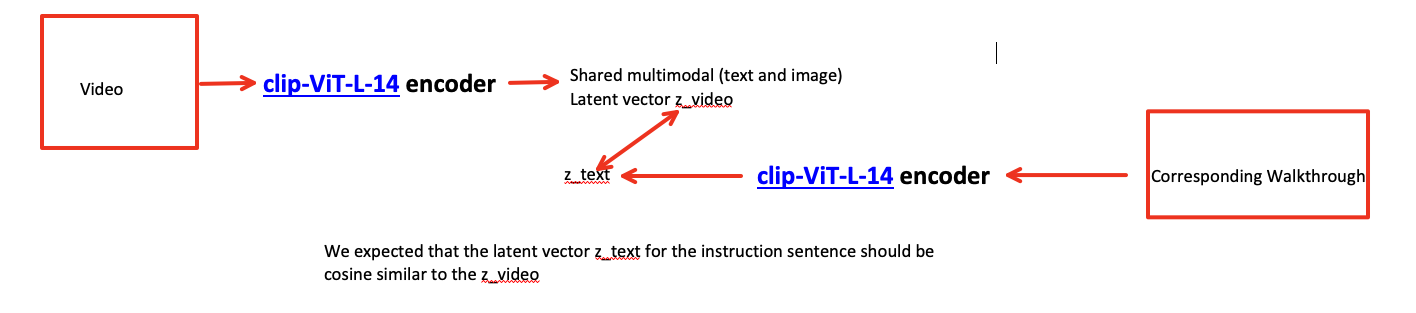 Video
clip-ViT-L-14 encoder
Shared multimodal (text and image)
Latent vector z_video
z_text
clip-ViT-L-14 encoder
Corresponding Walkthrough
We expected that the latent vector z_text for the instruction sentence should be
cosine similar to the z_video